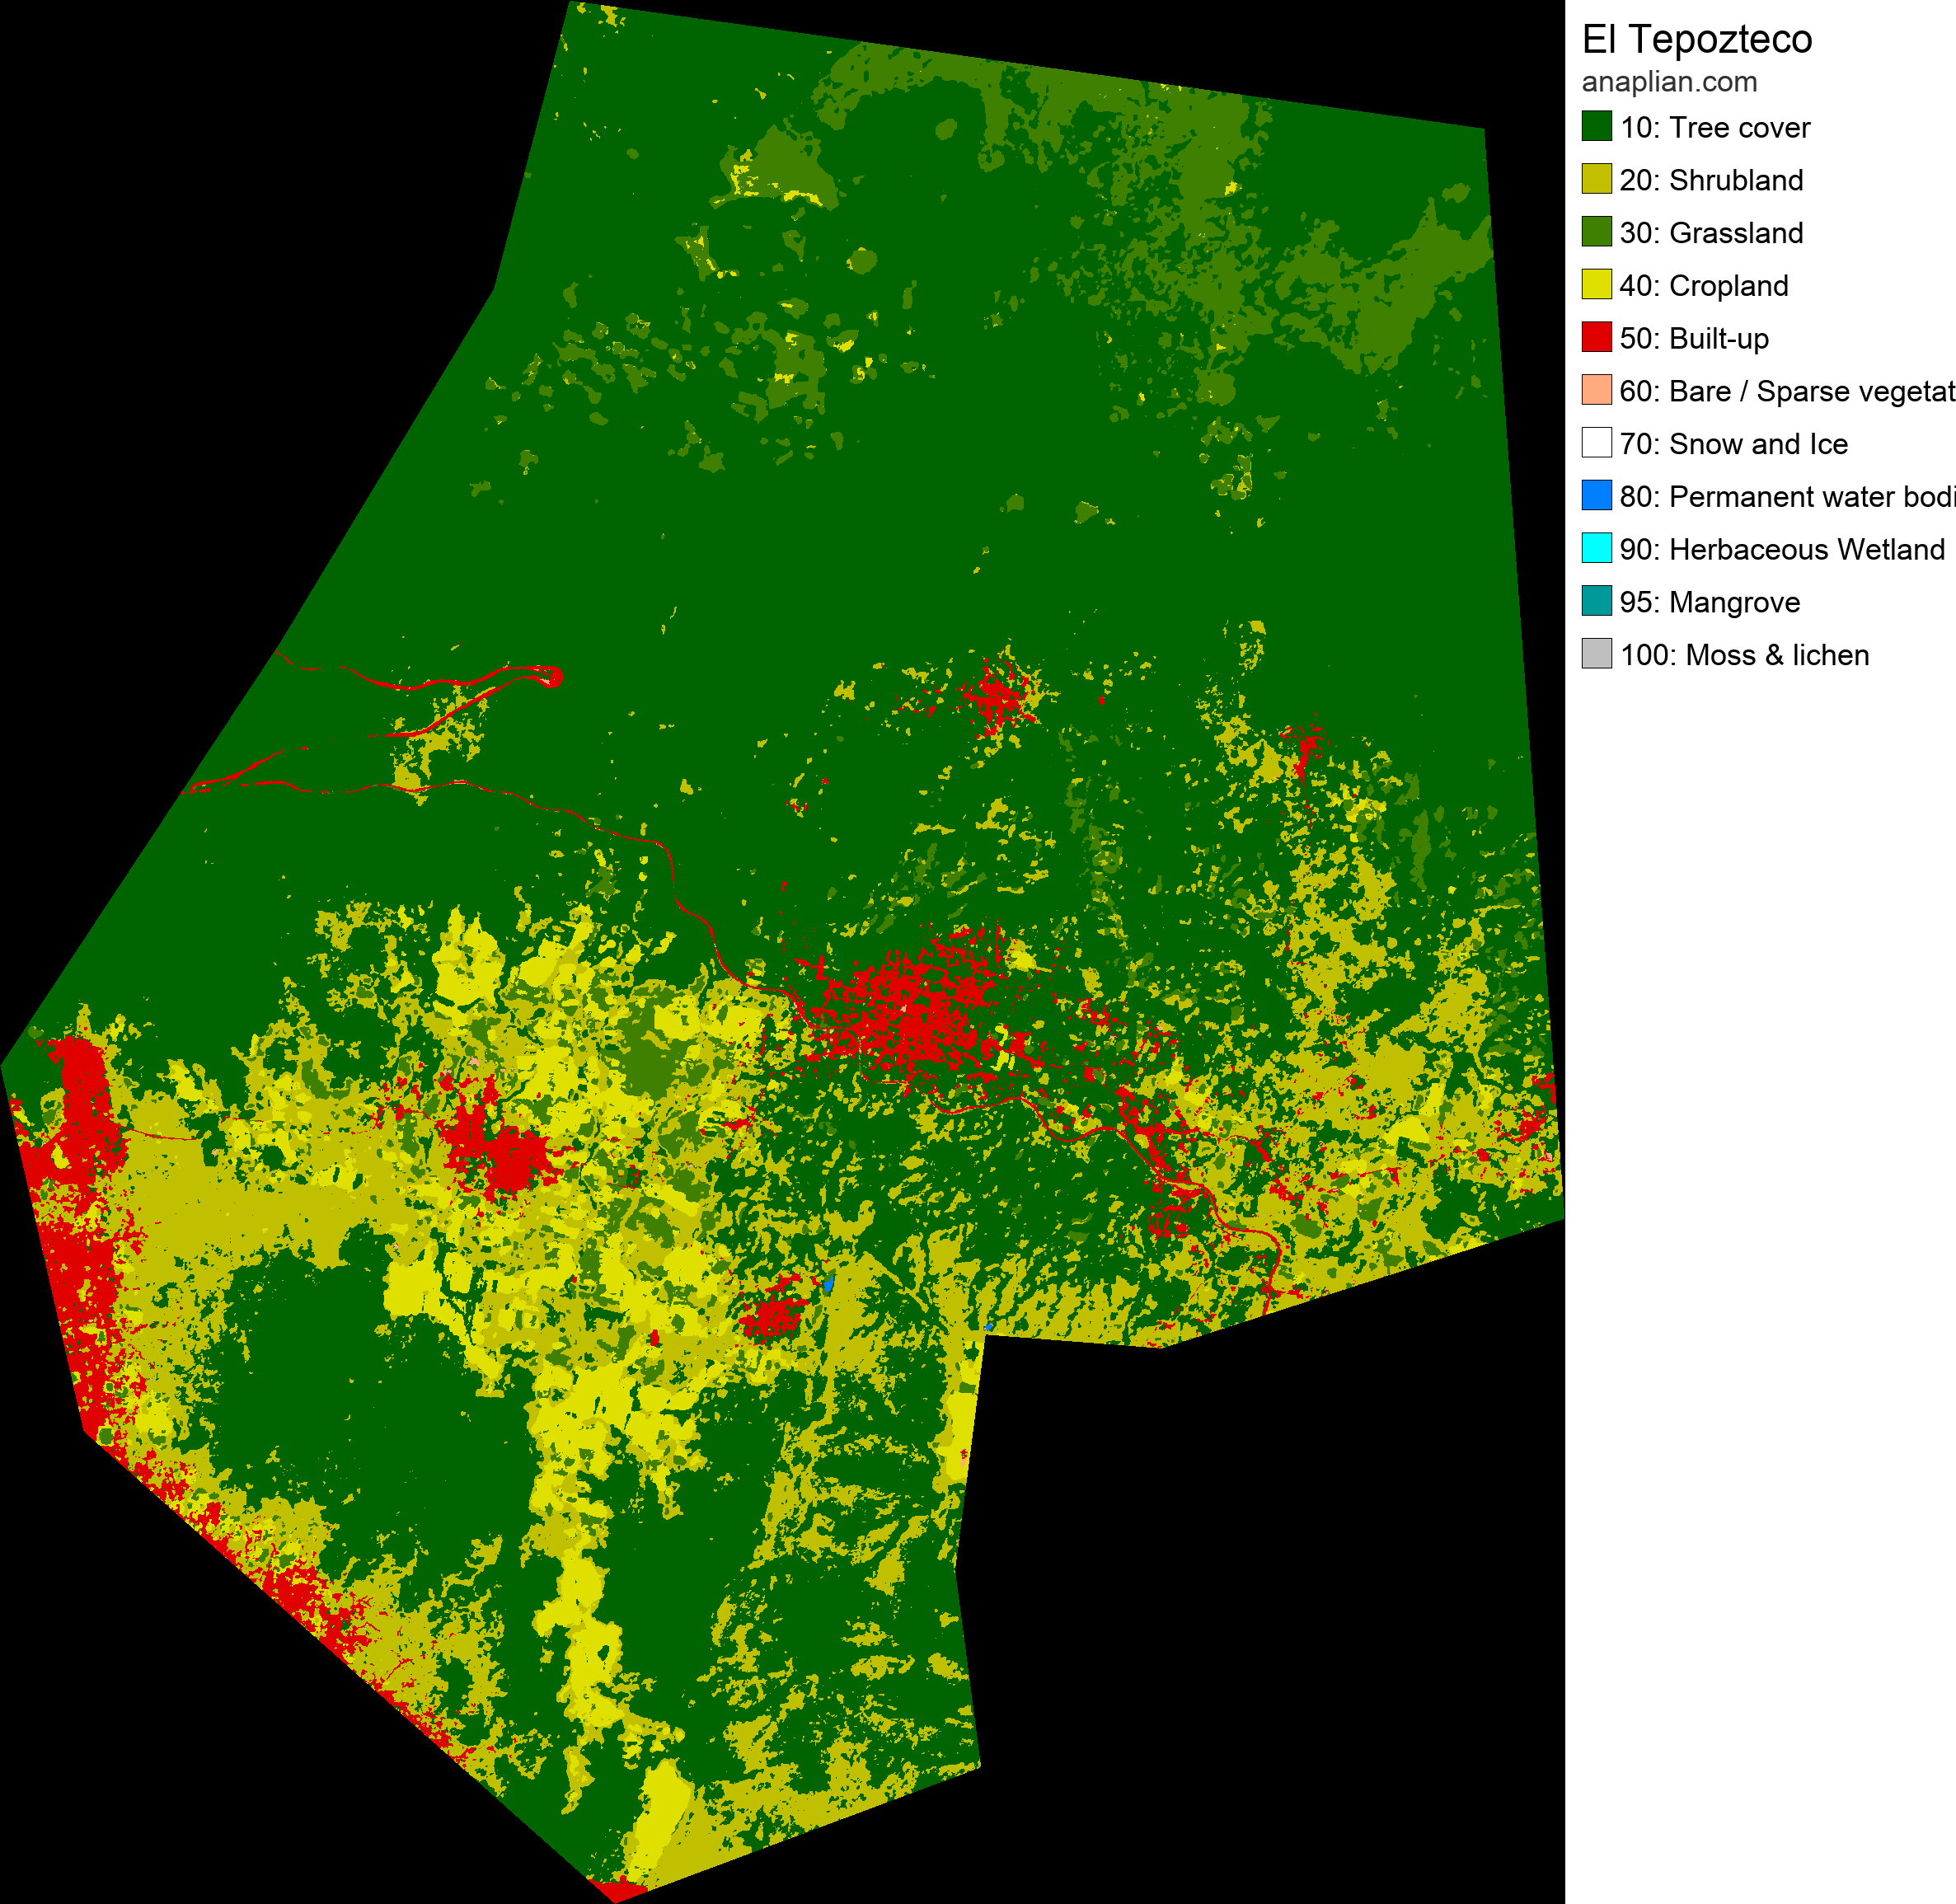 El Tepozteco
anaplian.com
10: Tree cover
20: Shrubland
30: Grassland
40: Cropland
50: Built-up
60: Bare / Sparse vegetat
70: Snow and Ice
80: Permanent water bodi
90: Herbaceous Wetland
95: Mangrove
100: Moss & lichen